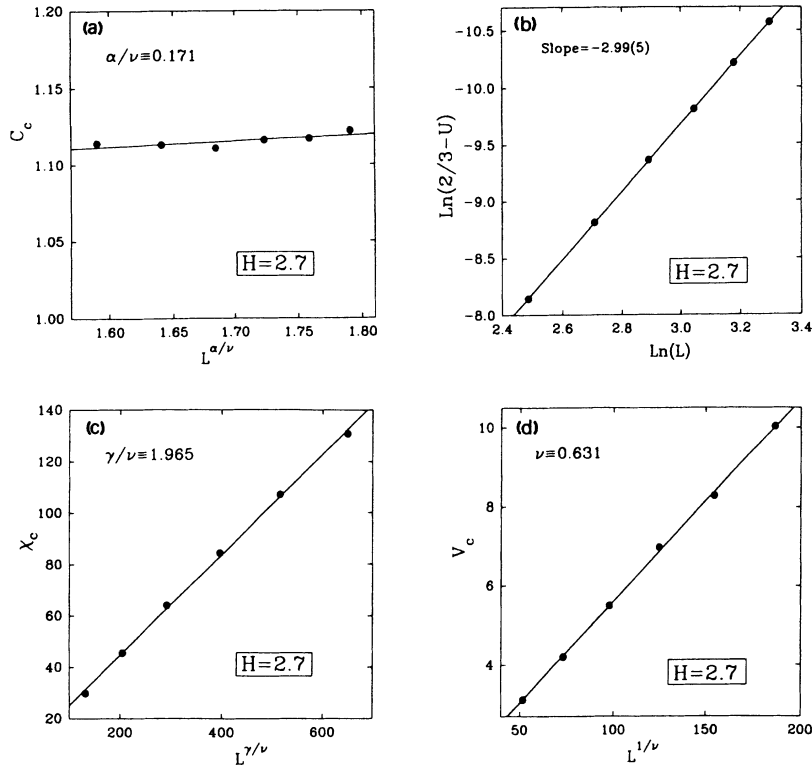 (a)
α/ν≡0.171
1.20
1.15
1.10
1.05
1.00
C_c
1.60 1.65 1.70 1.75 1.80
L^{α/ν}
H=2.7
(b)
Slope=-2.99(5)
-10.5
-10.0
-9.5
-9.0
-8.5
-8.0
Ln(2/3-U)
2.4 2.6 2.8 3.0 3.2 3.4
Ln(L)
H=2.7
(c)
γ/ν≡1.965
140
120
100
80
60
40
20
χ_c
200 400 600
L^{γ/ν}
H=2.7
(d)
ν≡0.631
10
8
6
4
V_c
50 100 150 200
L^{1/ν}
H=2.7